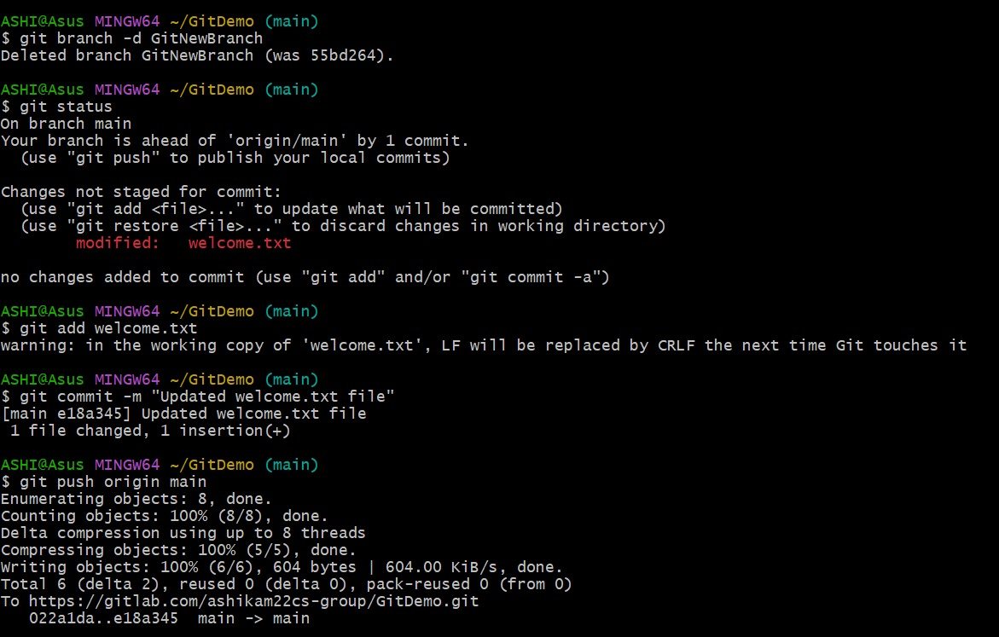 ASHI@Asus MINGW64 ~/GitDemo (main)
$ git branch -d GitNewBranch
Deleted branch GitNewBranch (was 55bd264).

ASHI@Asus MINGW64 ~/GitDemo (main)
$ git status
On branch main
Your branch is ahead of 'origin/main' by 1 commit.
  (use "git push" to publish your local commits)

Changes not staged for commit:
  (use "git add <file>..." to update what will be committed)
  (use "git restore <file>..." to discard changes in working directory)
        modified:   welcome.txt

no changes added to commit (use "git add" and/or "git commit -a")

ASHI@Asus MINGW64 ~/GitDemo (main)
$ git add welcome.txt
warning: in the working copy of 'welcome.txt', LF will be replaced by CRLF the next time Git touches it

ASHI@Asus MINGW64 ~/GitDemo (main)
$ git commit -m "Updated welcome.txt file"
[main e18a345] Updated welcome.txt file
 1 file changed, 1 insertion(+)

ASHI@Asus MINGW64 ~/GitDemo (main)
$ git push origin main
Enumerating objects: 8, done.
Counting objects: 100% (8/8), done.
Delta compression using up to 8 threads
Compressing objects: 100% (5/5), done.
Writing objects: 100% (6/6), 604 bytes | 604.00 KiB/s, done.
Total 6 (delta 2), reused 0 (delta 0), pack-reused 0 (from 0)
To https://gitlab.com/ashikam22cs-group/GitDemo.git
   022a1da..e18a345  main -> main